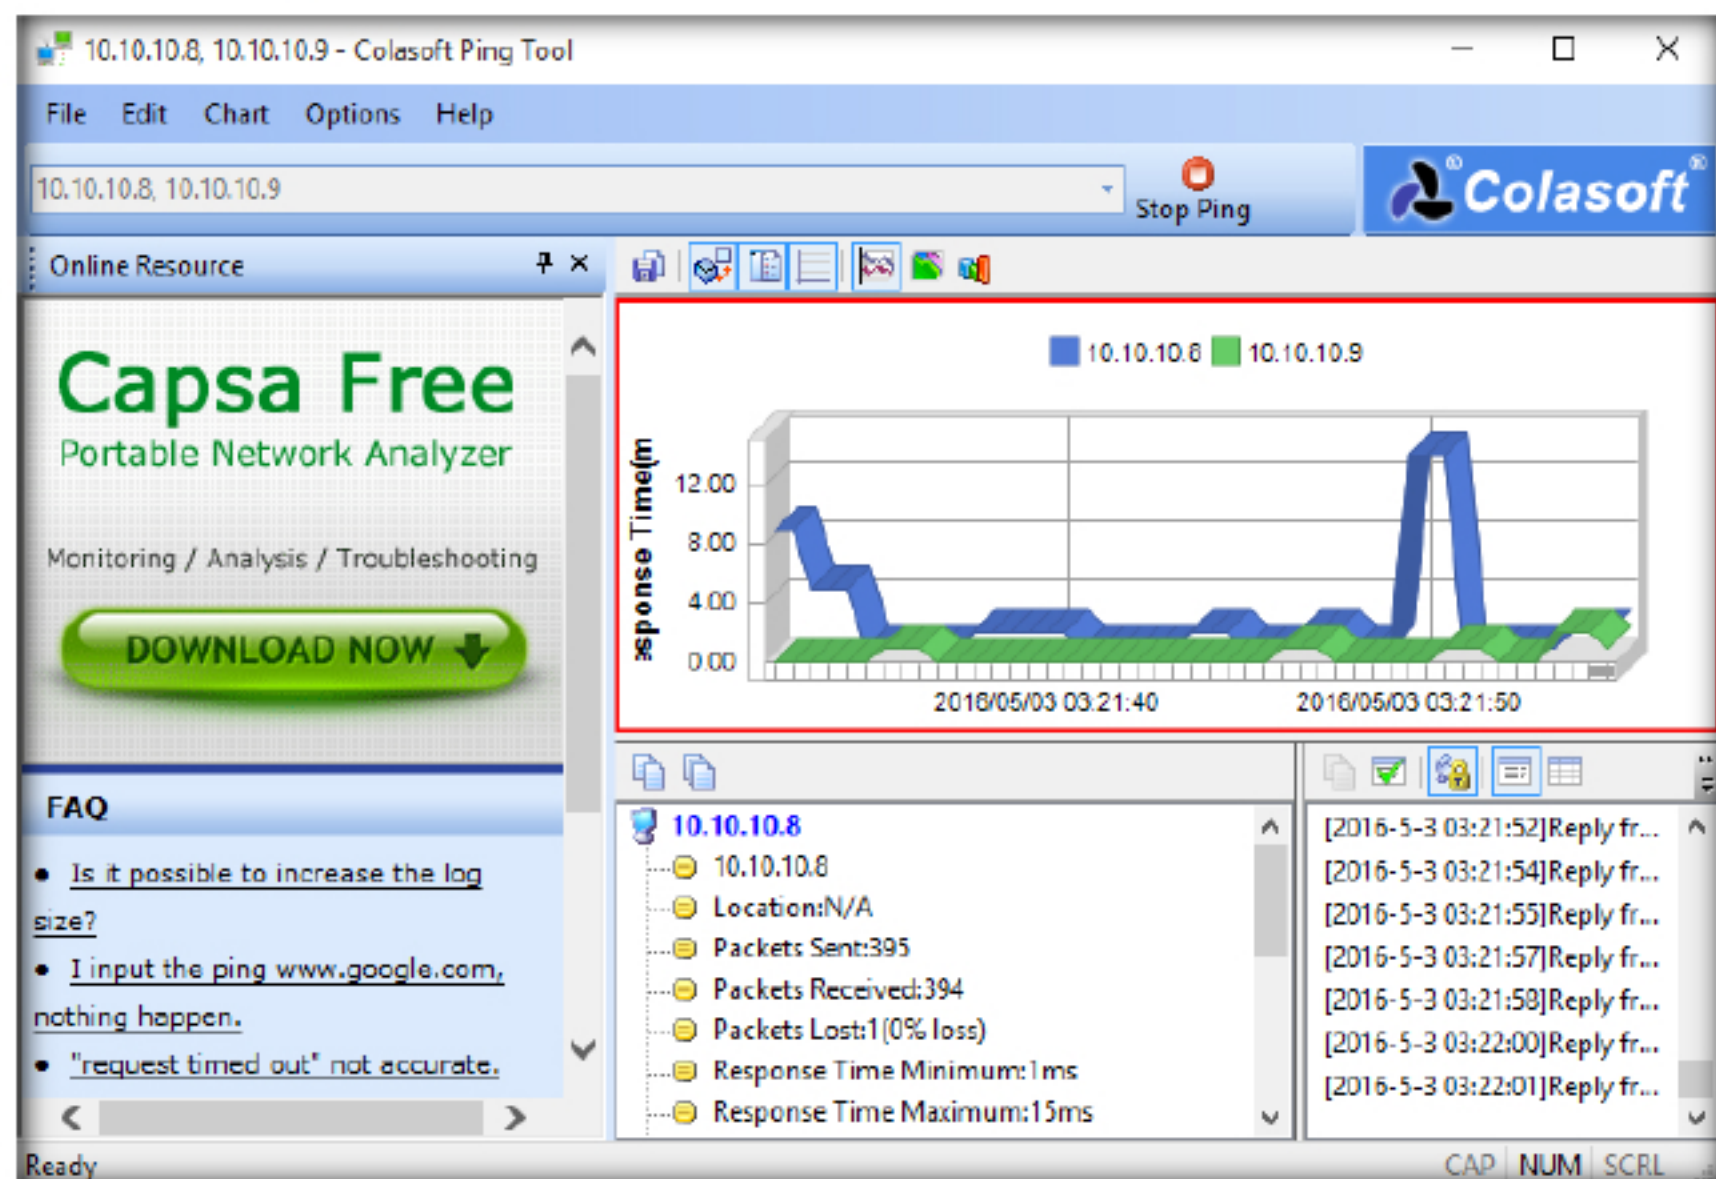 10.10.10.8, 10.10.10.9 - Colasoft Ping Tool
File Edit Chart Options Help
10.10.10.8, 10.10.10.9
Stop Ping
Colasoft®
Online Resource
Capsa Free
Portable Network Analyzer
Monitoring / Analysis / Troubleshooting
DOWNLOAD NOW
FAQ
• Is it possible to increase the log
size?
• I input the ping www.google.com,
nothing happen.
• "request timed out" not accurate.
10.10.10.8 10.10.10.9
esponse Time(m
12.00
8.00
4.00
0.00
2016/05/03 03:21:40 2016/05/03 03:21:50
10.10.10.8
10.10.10.8
Location:N/A
Packets Sent:395
Packets Received:394
Packets Lost:1(0% loss)
Response Time Minimum:1ms
Response Time Maximum:15ms
[2016-5-3 03:21:52]Reply fr...
[2016-5-3 03:21:54]Reply fr...
[2016-5-3 03:21:55]Reply fr...
[2016-5-3 03:21:57]Reply fr...
[2016-5-3 03:21:58]Reply fr...
[2016-5-3 03:22:00]Reply fr...
[2016-5-3 03:22:01]Reply fr...
Ready
CAP NUM SCRL